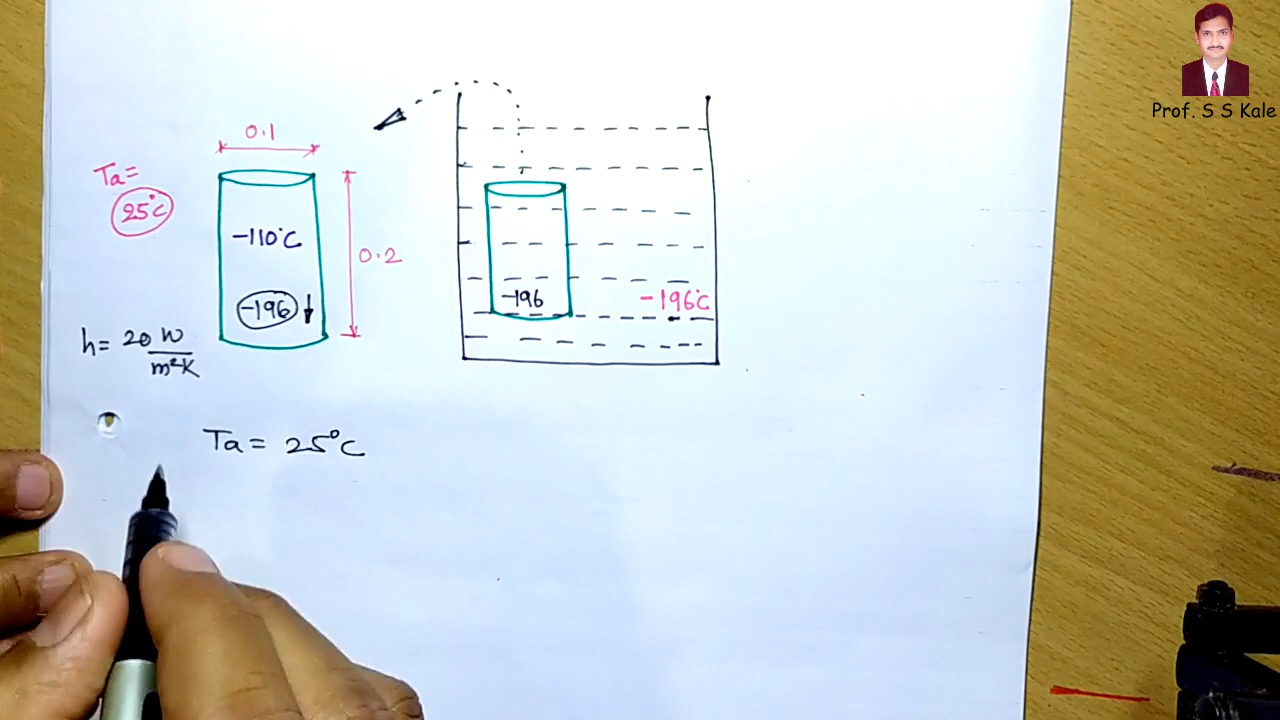 Prof. S S Kale
0.1
Ta =
25°C
-110°C
0.2
-196
-196
-196°C
h = 20 W
m²K
Ta = 25°C